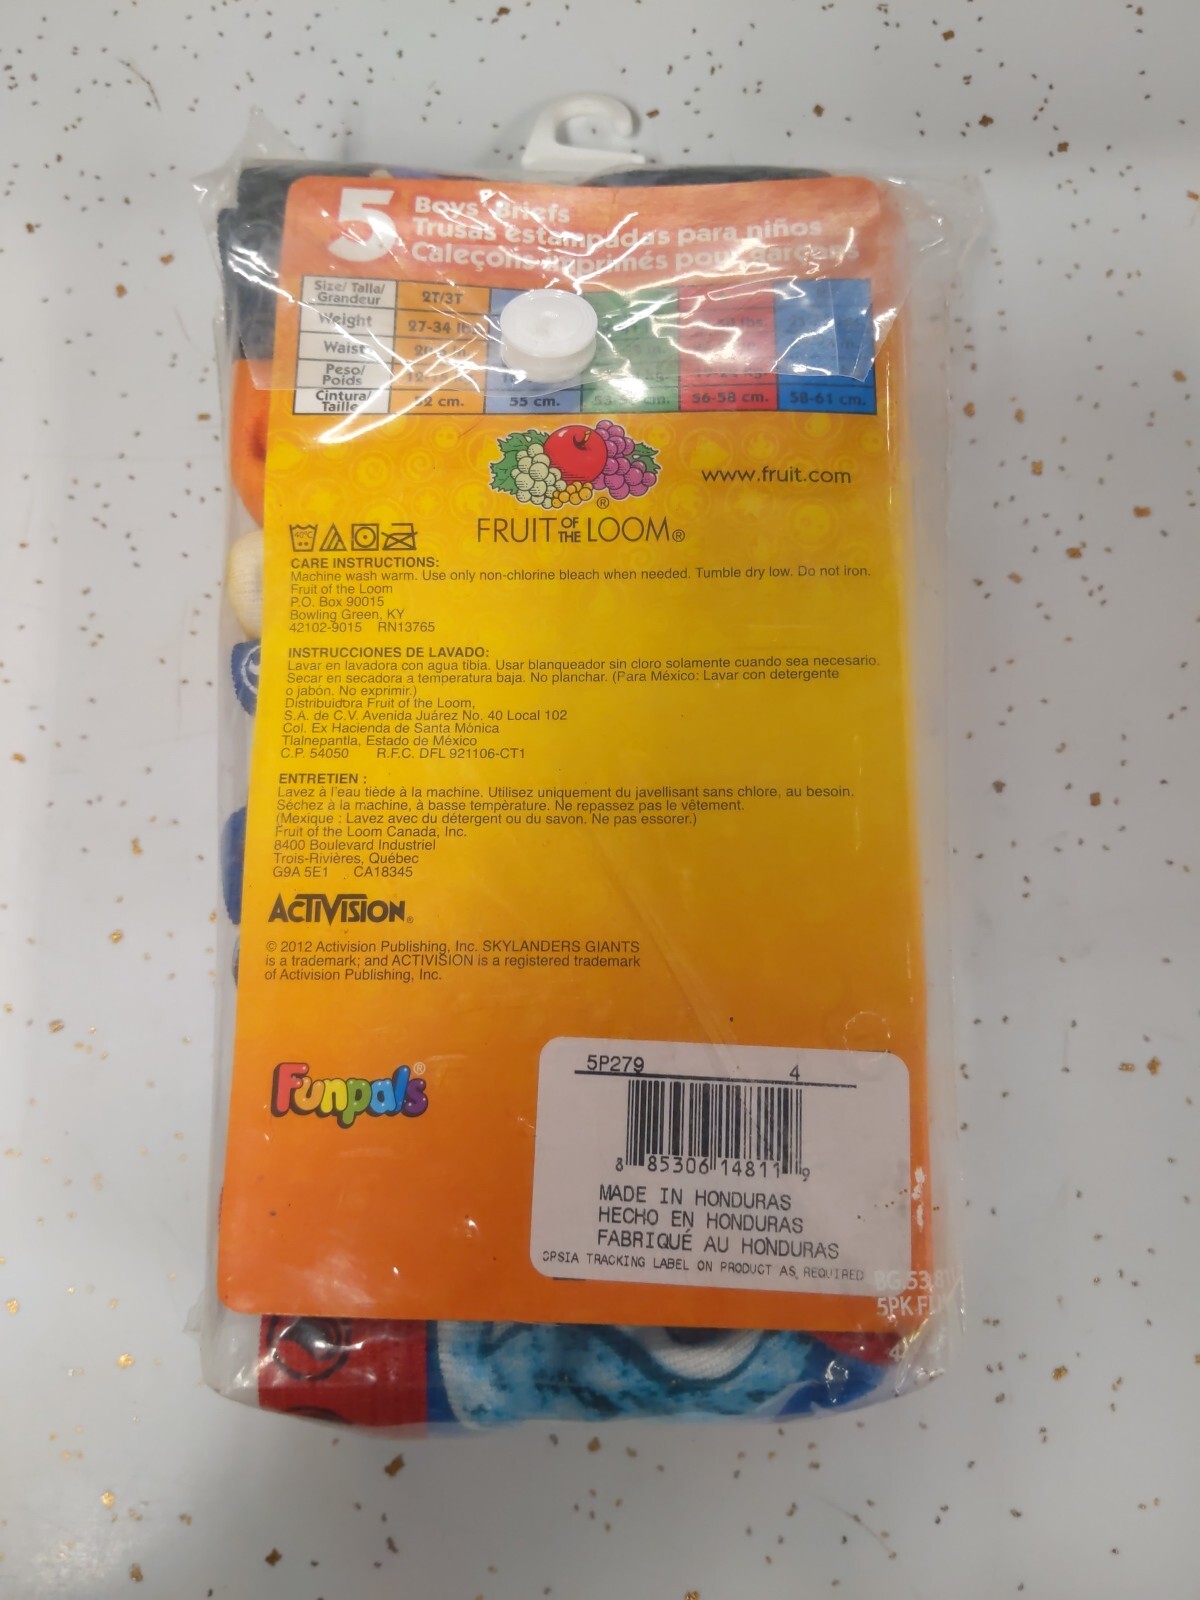 5
Boys' Briefs
Trusas estampadas para niños
Caleçons imprimés pour garçons
Size/ Talla/
Grandeur
2T/3T
Weight
27-34 lbs.
lbs.
Waist
Peso/
Poids
kg.
Cintura/
Taille
52 cm.
55 cm.
cm.
56-58 cm.
58-61 cm.
www.fruit.com
FRUIT OF THE LOOM®
40°C
CARE INSTRUCTIONS:
Machine wash warm. Use only non-chlorine bleach when needed. Tumble dry low. Do not iron.
Fruit of the Loom
P.O. Box 90015
Bowling Green, KY
42102-9015 RN13765
INSTRUCCIONES DE LAVADO:
Lavar en lavadora con agua tibia. Usar blanqueador sin cloro solamente cuando sea necesario.
Secar en secadora a temperatura baja. No planchar. (Para México: Lavar con detergente
o jabón. No exprimir.)
Distribuidora Fruit of the Loom,
S.A. de C.V. Avenida Juárez No. 40 Local 102
Col. Ex Hacienda de Santa Mónica
Tlalnepantla, Estado de México
C.P. 54050 R.F.C. DFL 921106-CT1
ENTRETIEN :
Lavez à l'eau tiède à la machine. Utilisez uniquement du javellisant sans chlore, au besoin.
Séchez à la machine, à basse température. Ne repassez pas le vêtement.
(Mexique : Lavez avec du détergent ou du savon. Ne pas essorer.)
Fruit of the Loom Canada, Inc.
8400 Boulevard Industriel
Trois-Rivières, Québec
G9A 5E1 CA18345
ACTIVISION®
© 2012 Activision Publishing, Inc. SKYLANDERS GIANTS
is a trademark; and ACTIVISION is a registered trademark
of Activision Publishing, Inc.
Funpals®
5P279 4
8 85306 14811 9
MADE IN HONDURAS
HECHO EN HONDURAS
FABRIQUÉ AU HONDURAS
CPSIA TRACKING LABEL ON PRODUCT AS REQUIRED
5PK